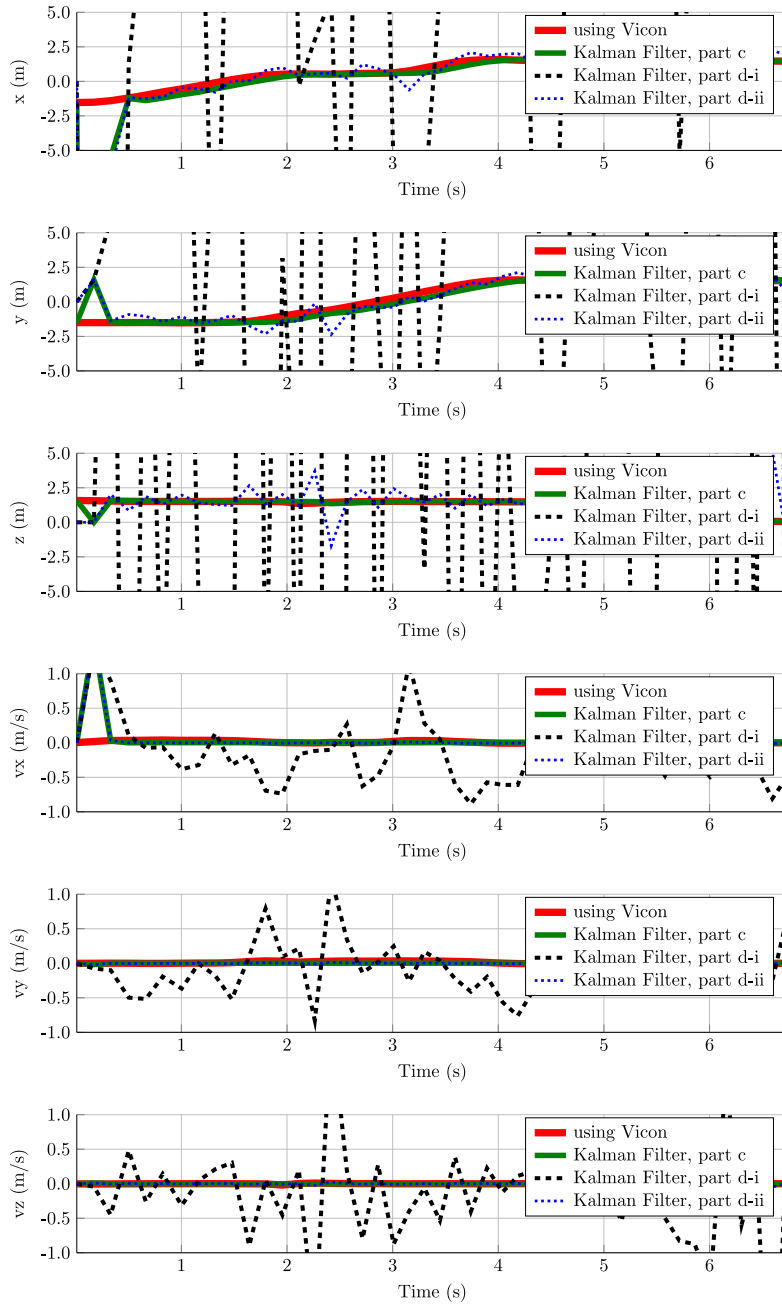 5.0
2.5
0.0
-2.5
-5.0
x (m)
using Vicon
Kalman Filter, part c
Kalman Filter, part d-i
Kalman Filter, part d-ii
1 2 3 4 5 6
Time (s)
5.0
2.5
0.0
-2.5
-5.0
y (m)
using Vicon
Kalman Filter, part c
Kalman Filter, part d-i
Kalman Filter, part d-ii
1 2 3 4 5 6
Time (s)
5.0
2.5
0.0
-2.5
-5.0
z (m)
using Vicon
Kalman Filter, part c
Kalman Filter, part d-i
Kalman Filter, part d-ii
1 2 3 4 5 6
Time (s)
1.0
0.5
0.0
-0.5
-1.0
vx (m/s)
using Vicon
Kalman Filter, part c
Kalman Filter, part d-i
Kalman Filter, part d-ii
1 2 3 4 5 6
Time (s)
1.0
0.5
0.0
-0.5
-1.0
vy (m/s)
using Vicon
Kalman Filter, part c
Kalman Filter, part d-i
Kalman Filter, part d-ii
1 2 3 4 5 6
Time (s)
1.0
0.5
0.0
-0.5
-1.0
vz (m/s)
using Vicon
Kalman Filter, part c
Kalman Filter, part d-i
Kalman Filter, part d-ii
1 2 3 4 5 6
Time (s)